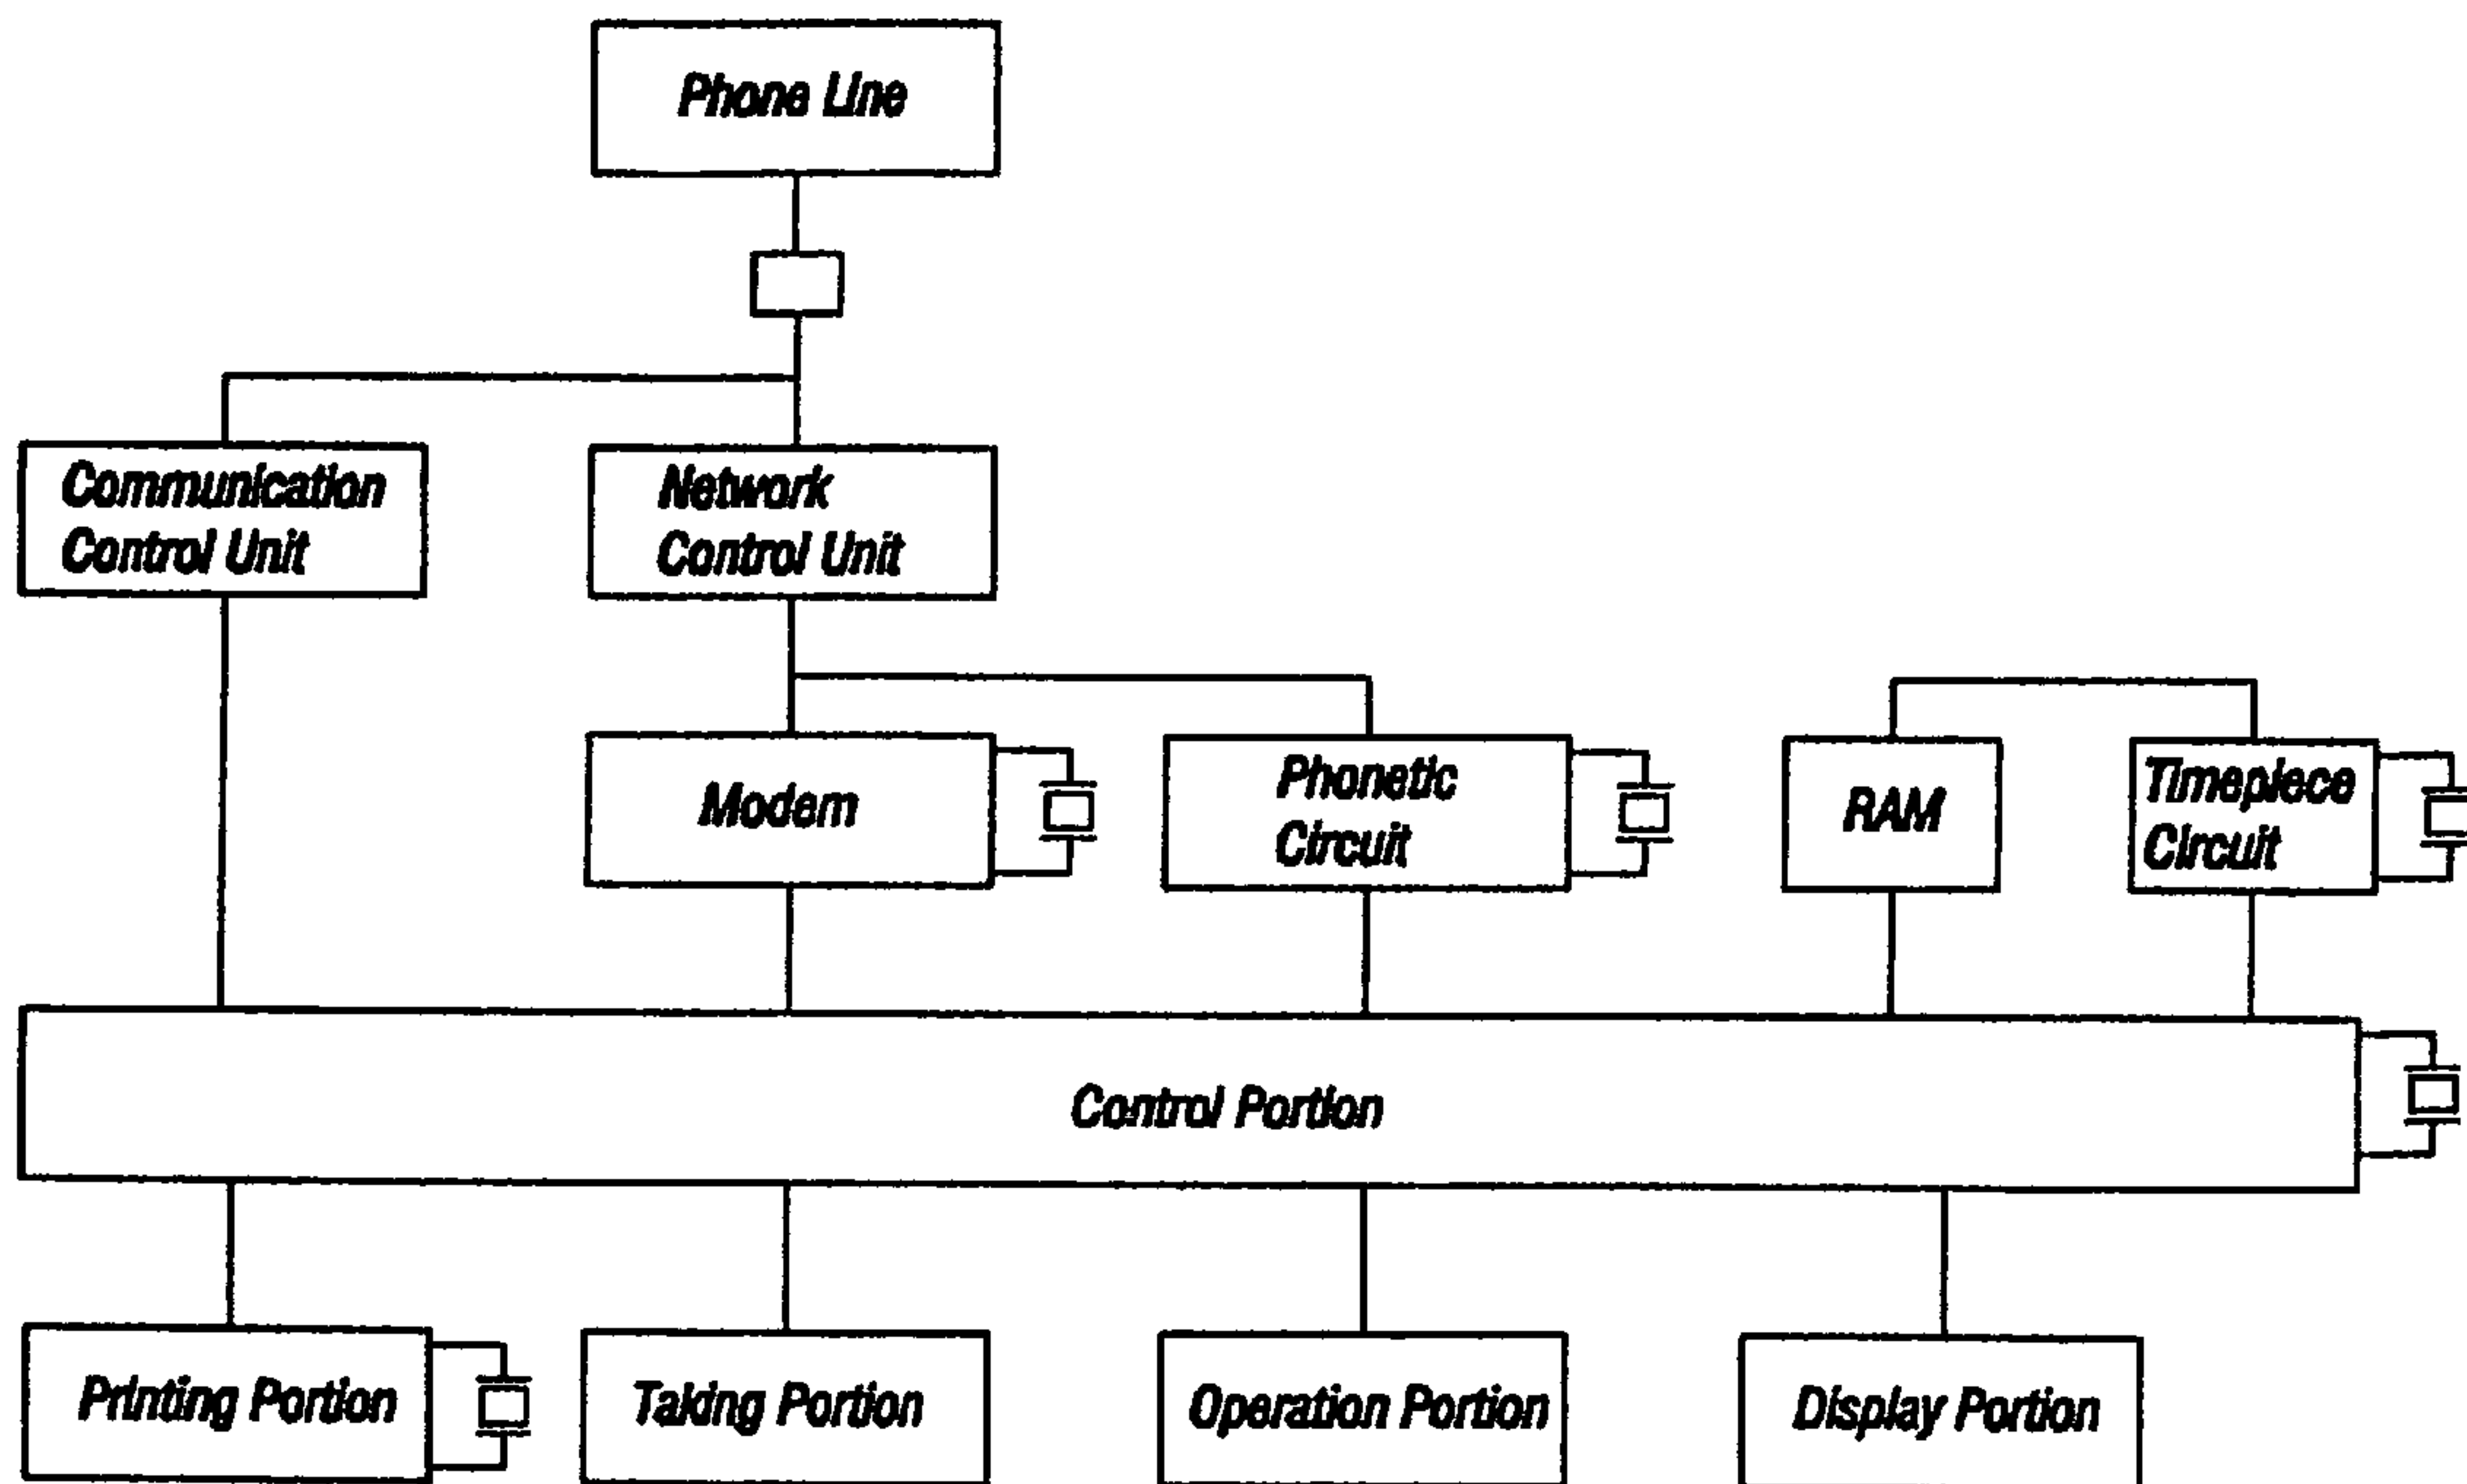 Phone Line
Communication
Control Unit
Network
Control Unit
Modem
Phonetic
Circuit
RAM
Timepiece
Circuit
Control Portion
Printing Portion
Taking Portion
Operation Portion
Display Portion